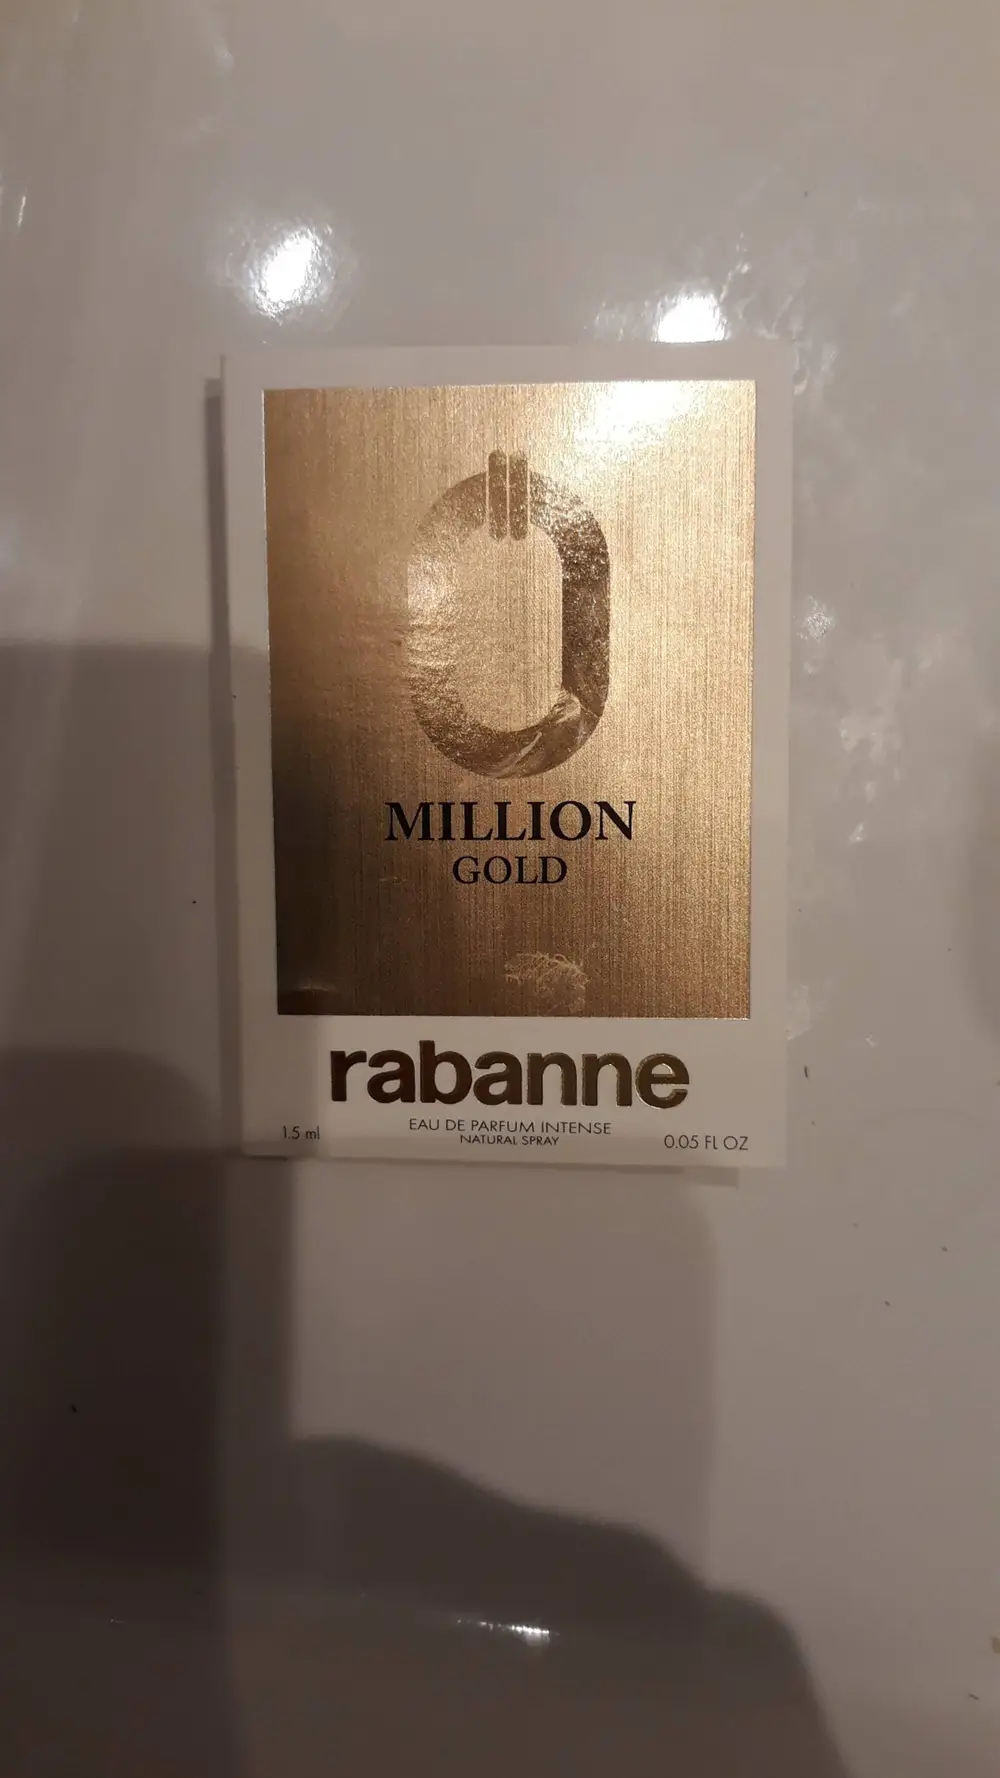 MILLION
GOLD
rabanne
EAU DE PARFUM INTENSE
NATURAL SPRAY
1.5 ml
0.05 FL OZ